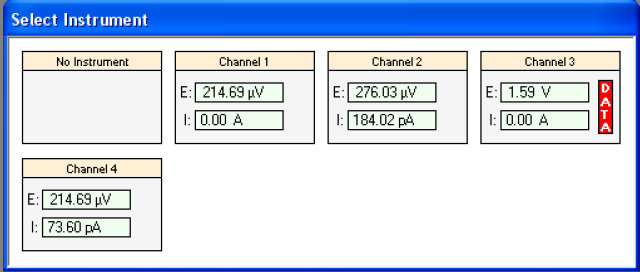 Select Instrument
No Instrument
Channel 1
E: 214.69 µV
I: 0.00 A
Channel 2
E: 276.03 µV
I: 184.02 pA
Channel 3
E: 1.59 V
I: 0.00 A
DATA
Channel 4
E: 214.69 µV
I: 73.60 pA